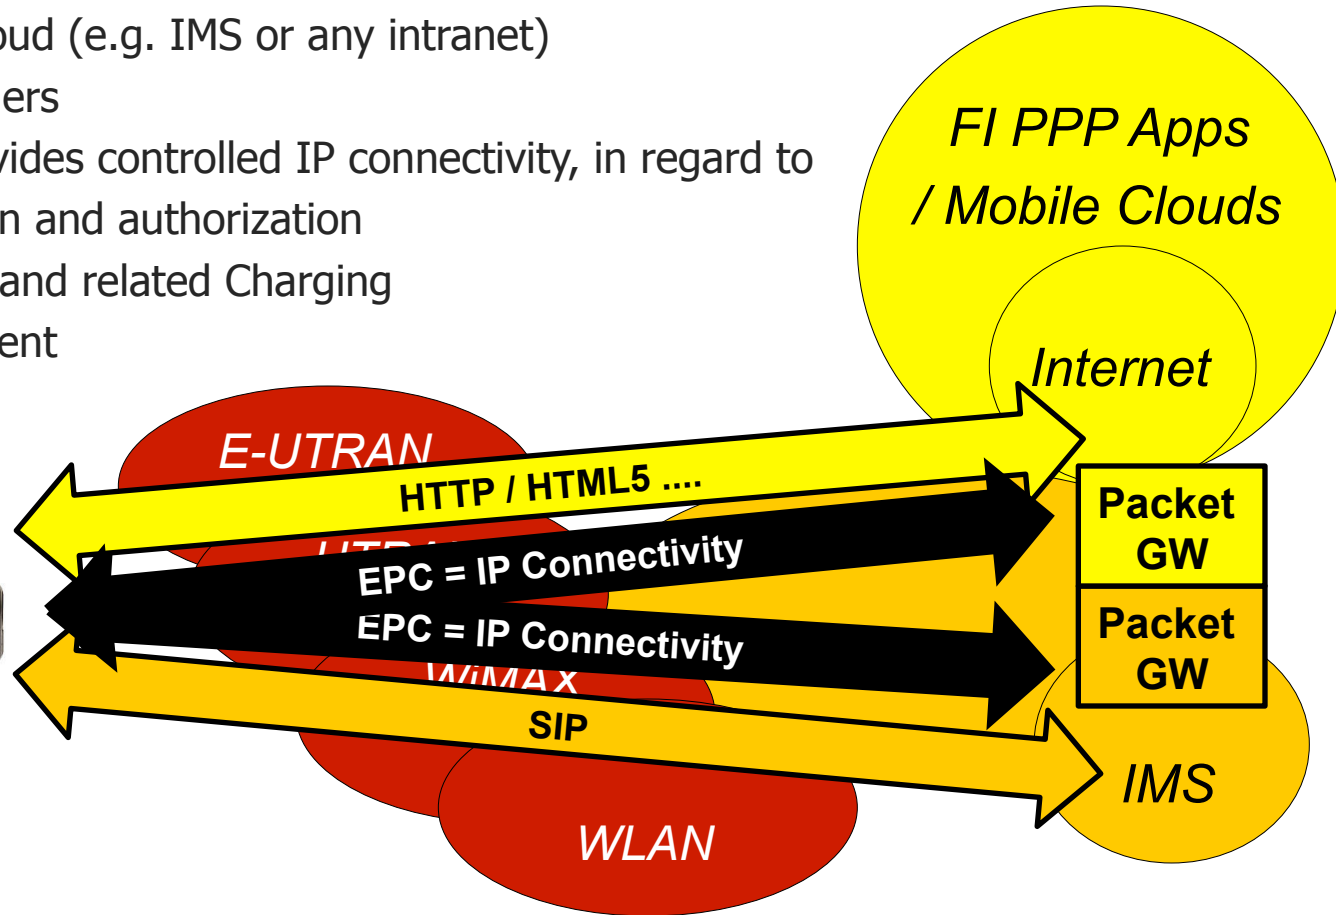 oud (e.g. IMS or any intranet)
ers
vides controlled IP connectivity, in regard to
n and authorization
and related Charging
ent
FI PPP Apps
/ Mobile Clouds
Internet
E-UTRAN
HTTP / HTML5 ....
UTRAN
EPC = IP Connectivity
EPC = IP Connectivity
WiMAX
SIP
WLAN
Packet
GW
Packet
GW
IMS